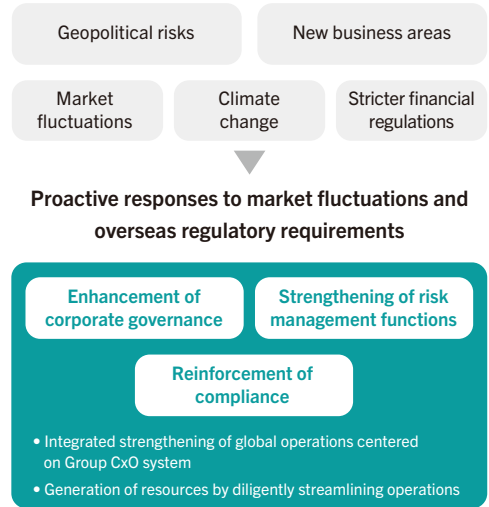 Geopolitical risks
New business areas
Market
fluctuations
Climate
change
Stricter financial
regulations
Proactive responses to market fluctuations and
overseas regulatory requirements
Enhancement of
corporate governance
Strengthening of risk
management functions
Reinforcement of
compliance
• Integrated strengthening of global operations centered
on Group CxO system
• Generation of resources by diligently streamlining operations